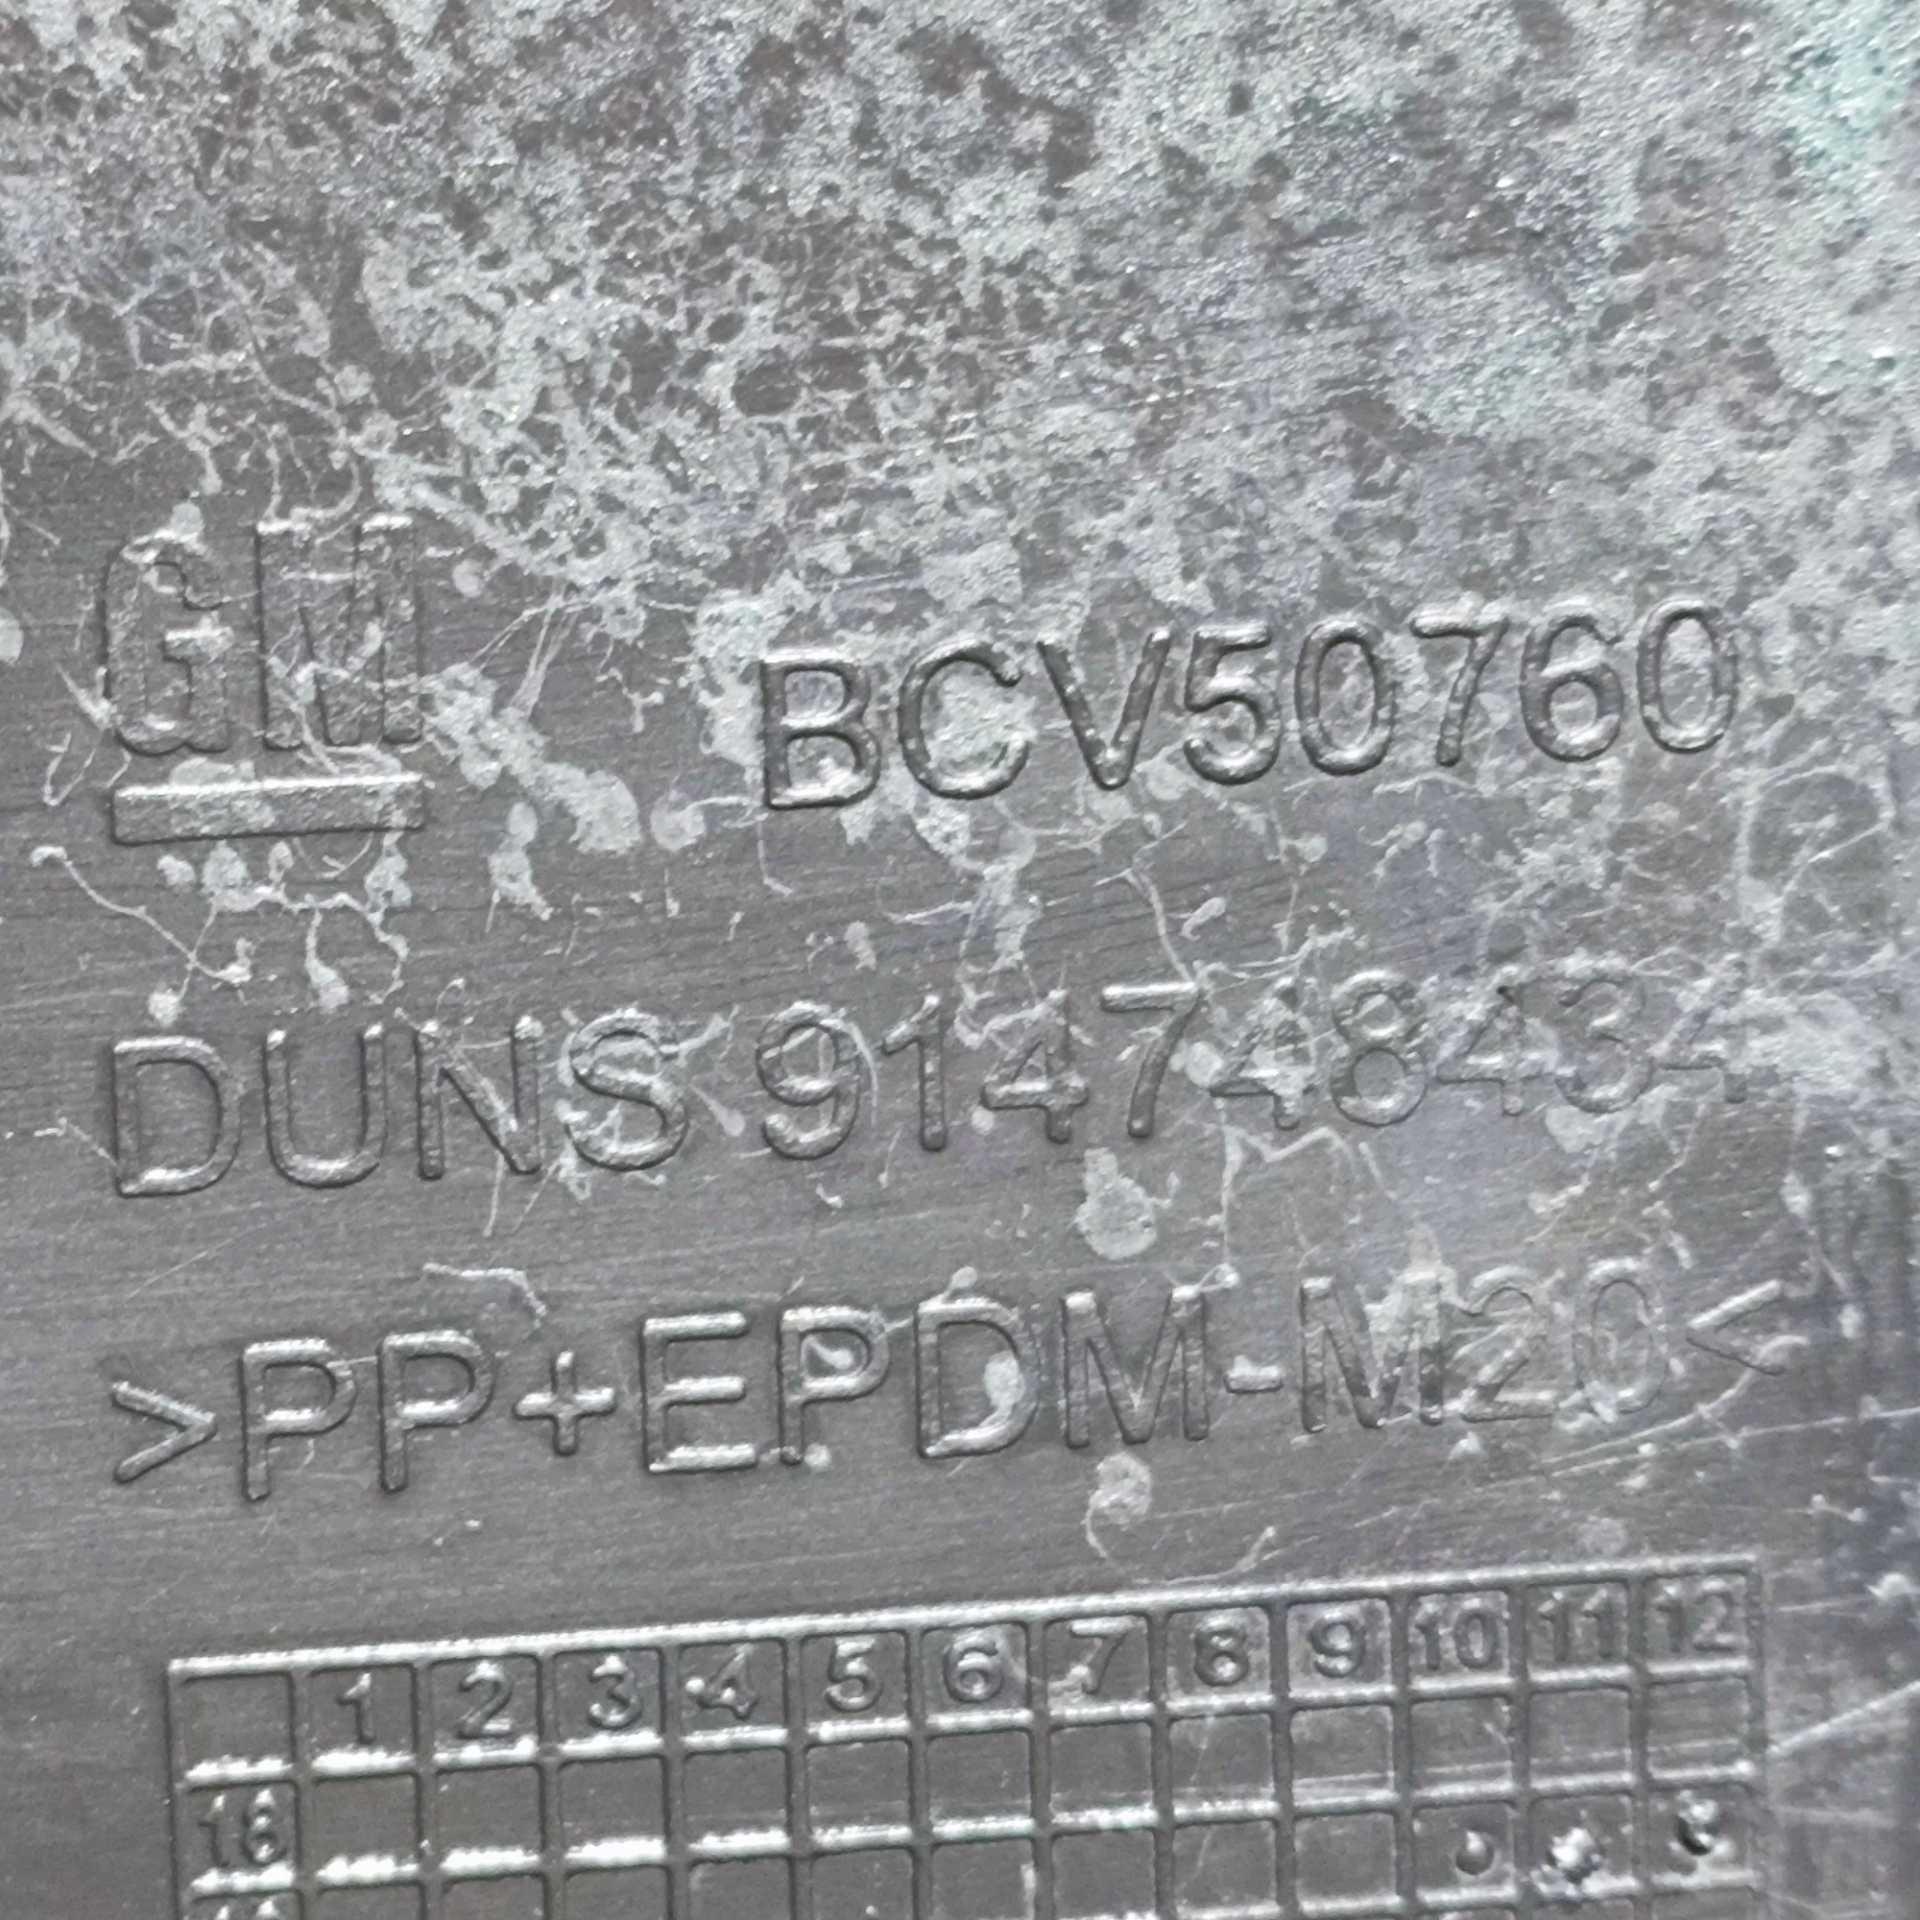 GM BCV50760
DUNS 914748434
>PP+EPDM-M20<
1 2 3 4 5 6 7 8 9 10 11 12
16